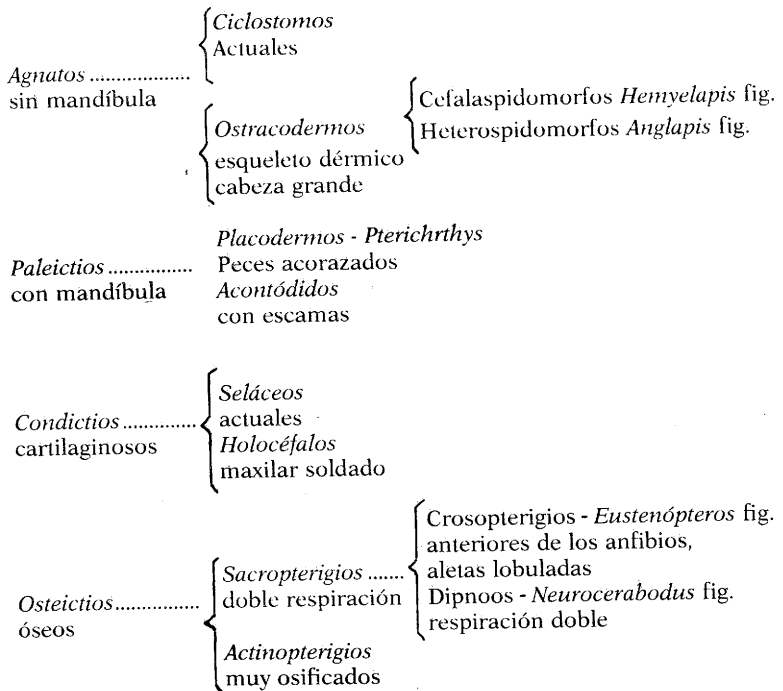 Ciclostomos
Actuales
Agnatos ...................
sin mandíbula
Ostracodermos
esqueleto dérmico
cabeza grande
Cefalaspidomorfos Hemyelapis fig.
Heterospidomorfos Anglapis fig.
Placodermos - Pterichrthys
Peces acorazados
Acontódidos
con escamas
Paleictios ................
con mandíbula
Seláceos
actuales
Holocéfalos
maxilar soldado
Condictios ..............
cartilaginosos
Crosopterigios - Eustenópteros fig.
anteriores de los anfibios,
aletas lobuladas
Dipnoos - Neurocerabodus fig.
respiración doble
Sacropterigios .......
doble respiración
Osteictios ................
óseos
Actinopterigios
muy osificados